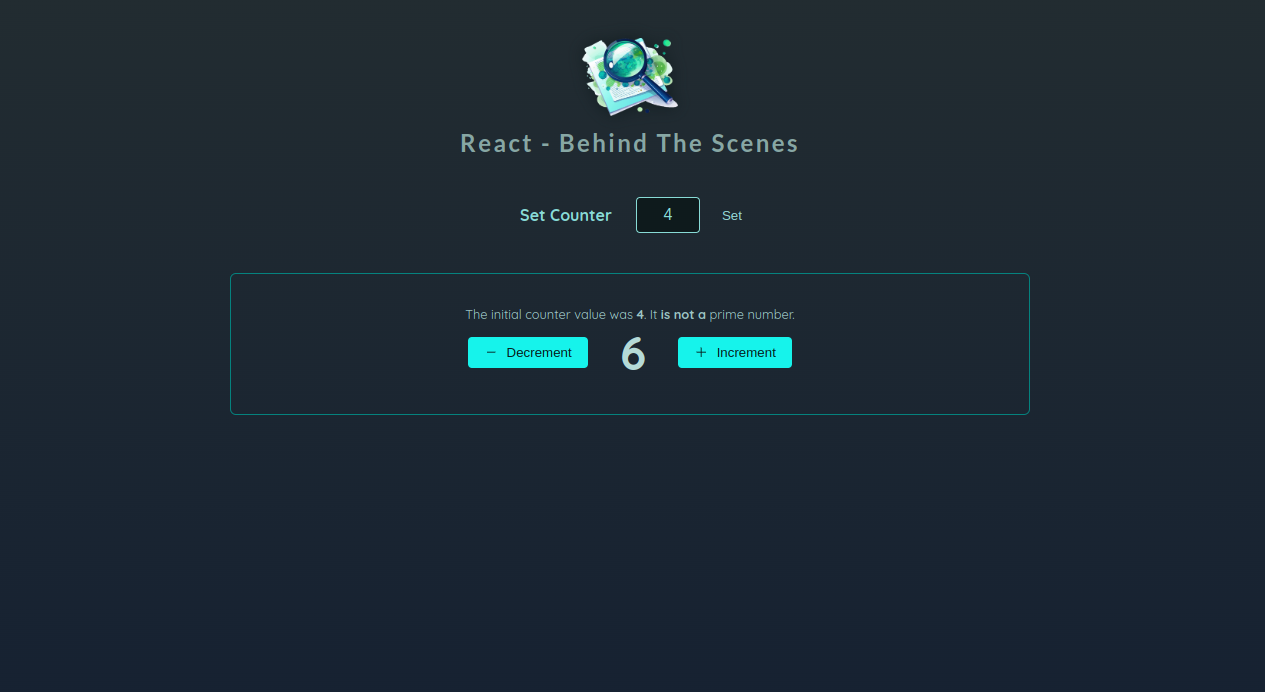 React - Behind The Scenes
Set Counter 4 Set
The initial counter value was 4. It is not a prime number.
− Decrement 6 + Increment